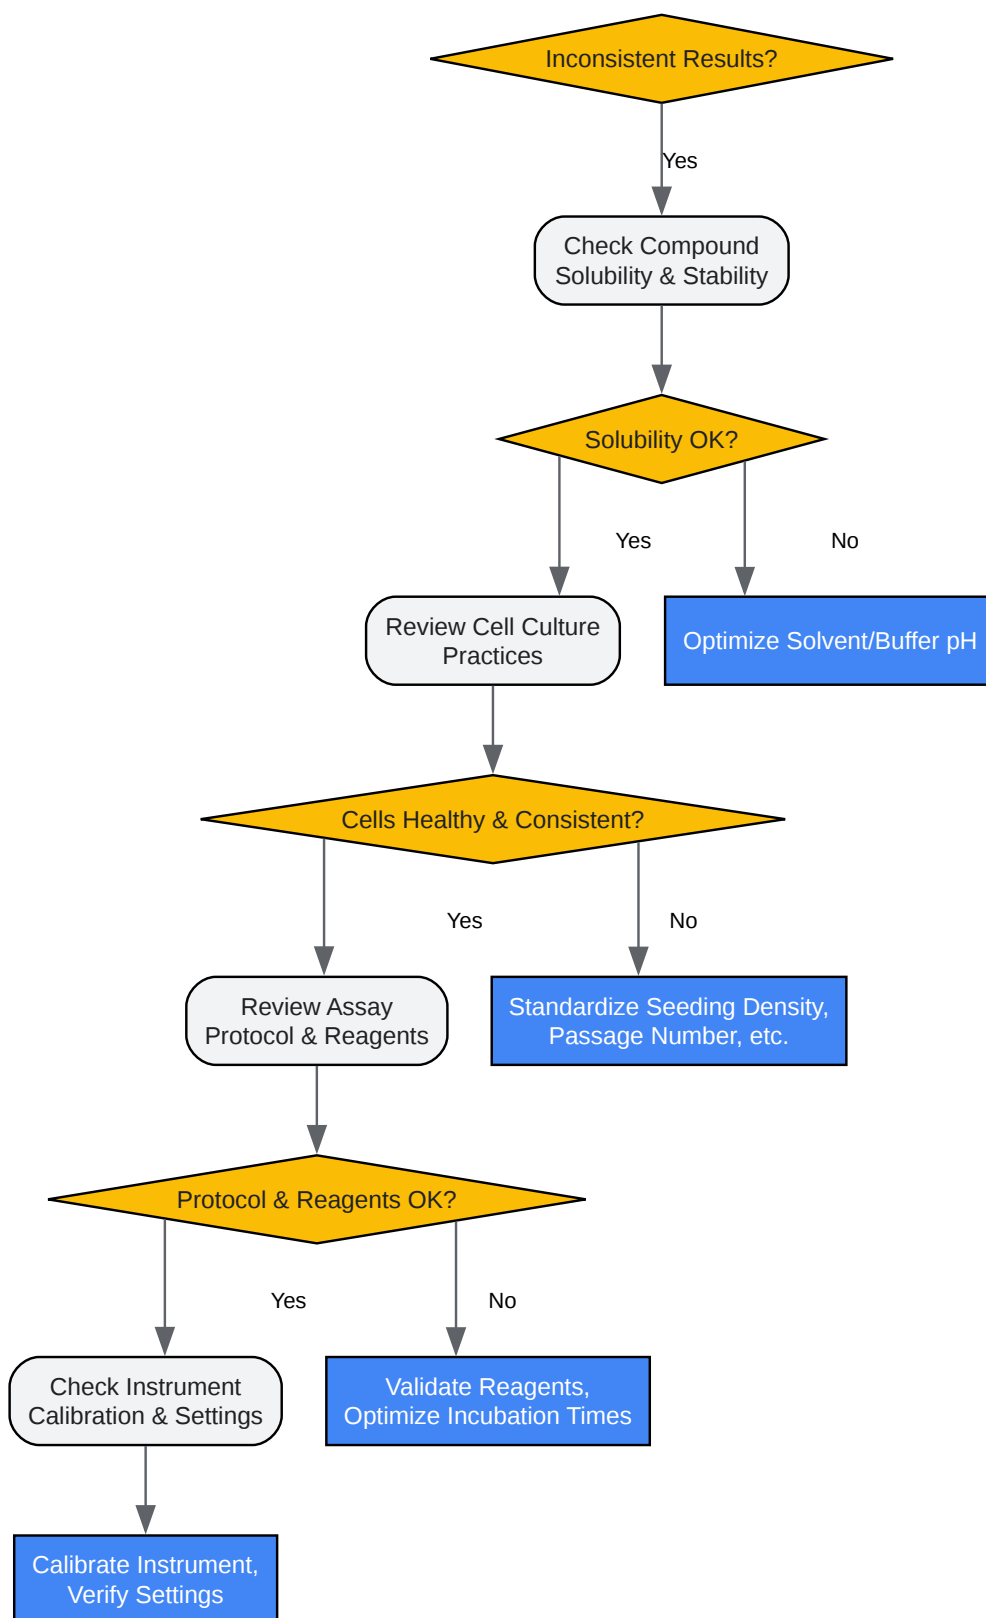 Inconsistent Results?
Yes
Check Compound
Solubility & Stability
Solubility OK?
Yes
No
Review Cell Culture
Practices
Optimize Solvent/Buffer pH
Cells Healthy & Consistent?
Yes
No
Review Assay
Protocol & Reagents
Standardize Seeding Density,
Passage Number, etc.
Protocol & Reagents OK?
Yes
No
Check Instrument
Calibration & Settings
Validate Reagents,
Optimize Incubation Times
Calibrate Instrument,
Verify Settings